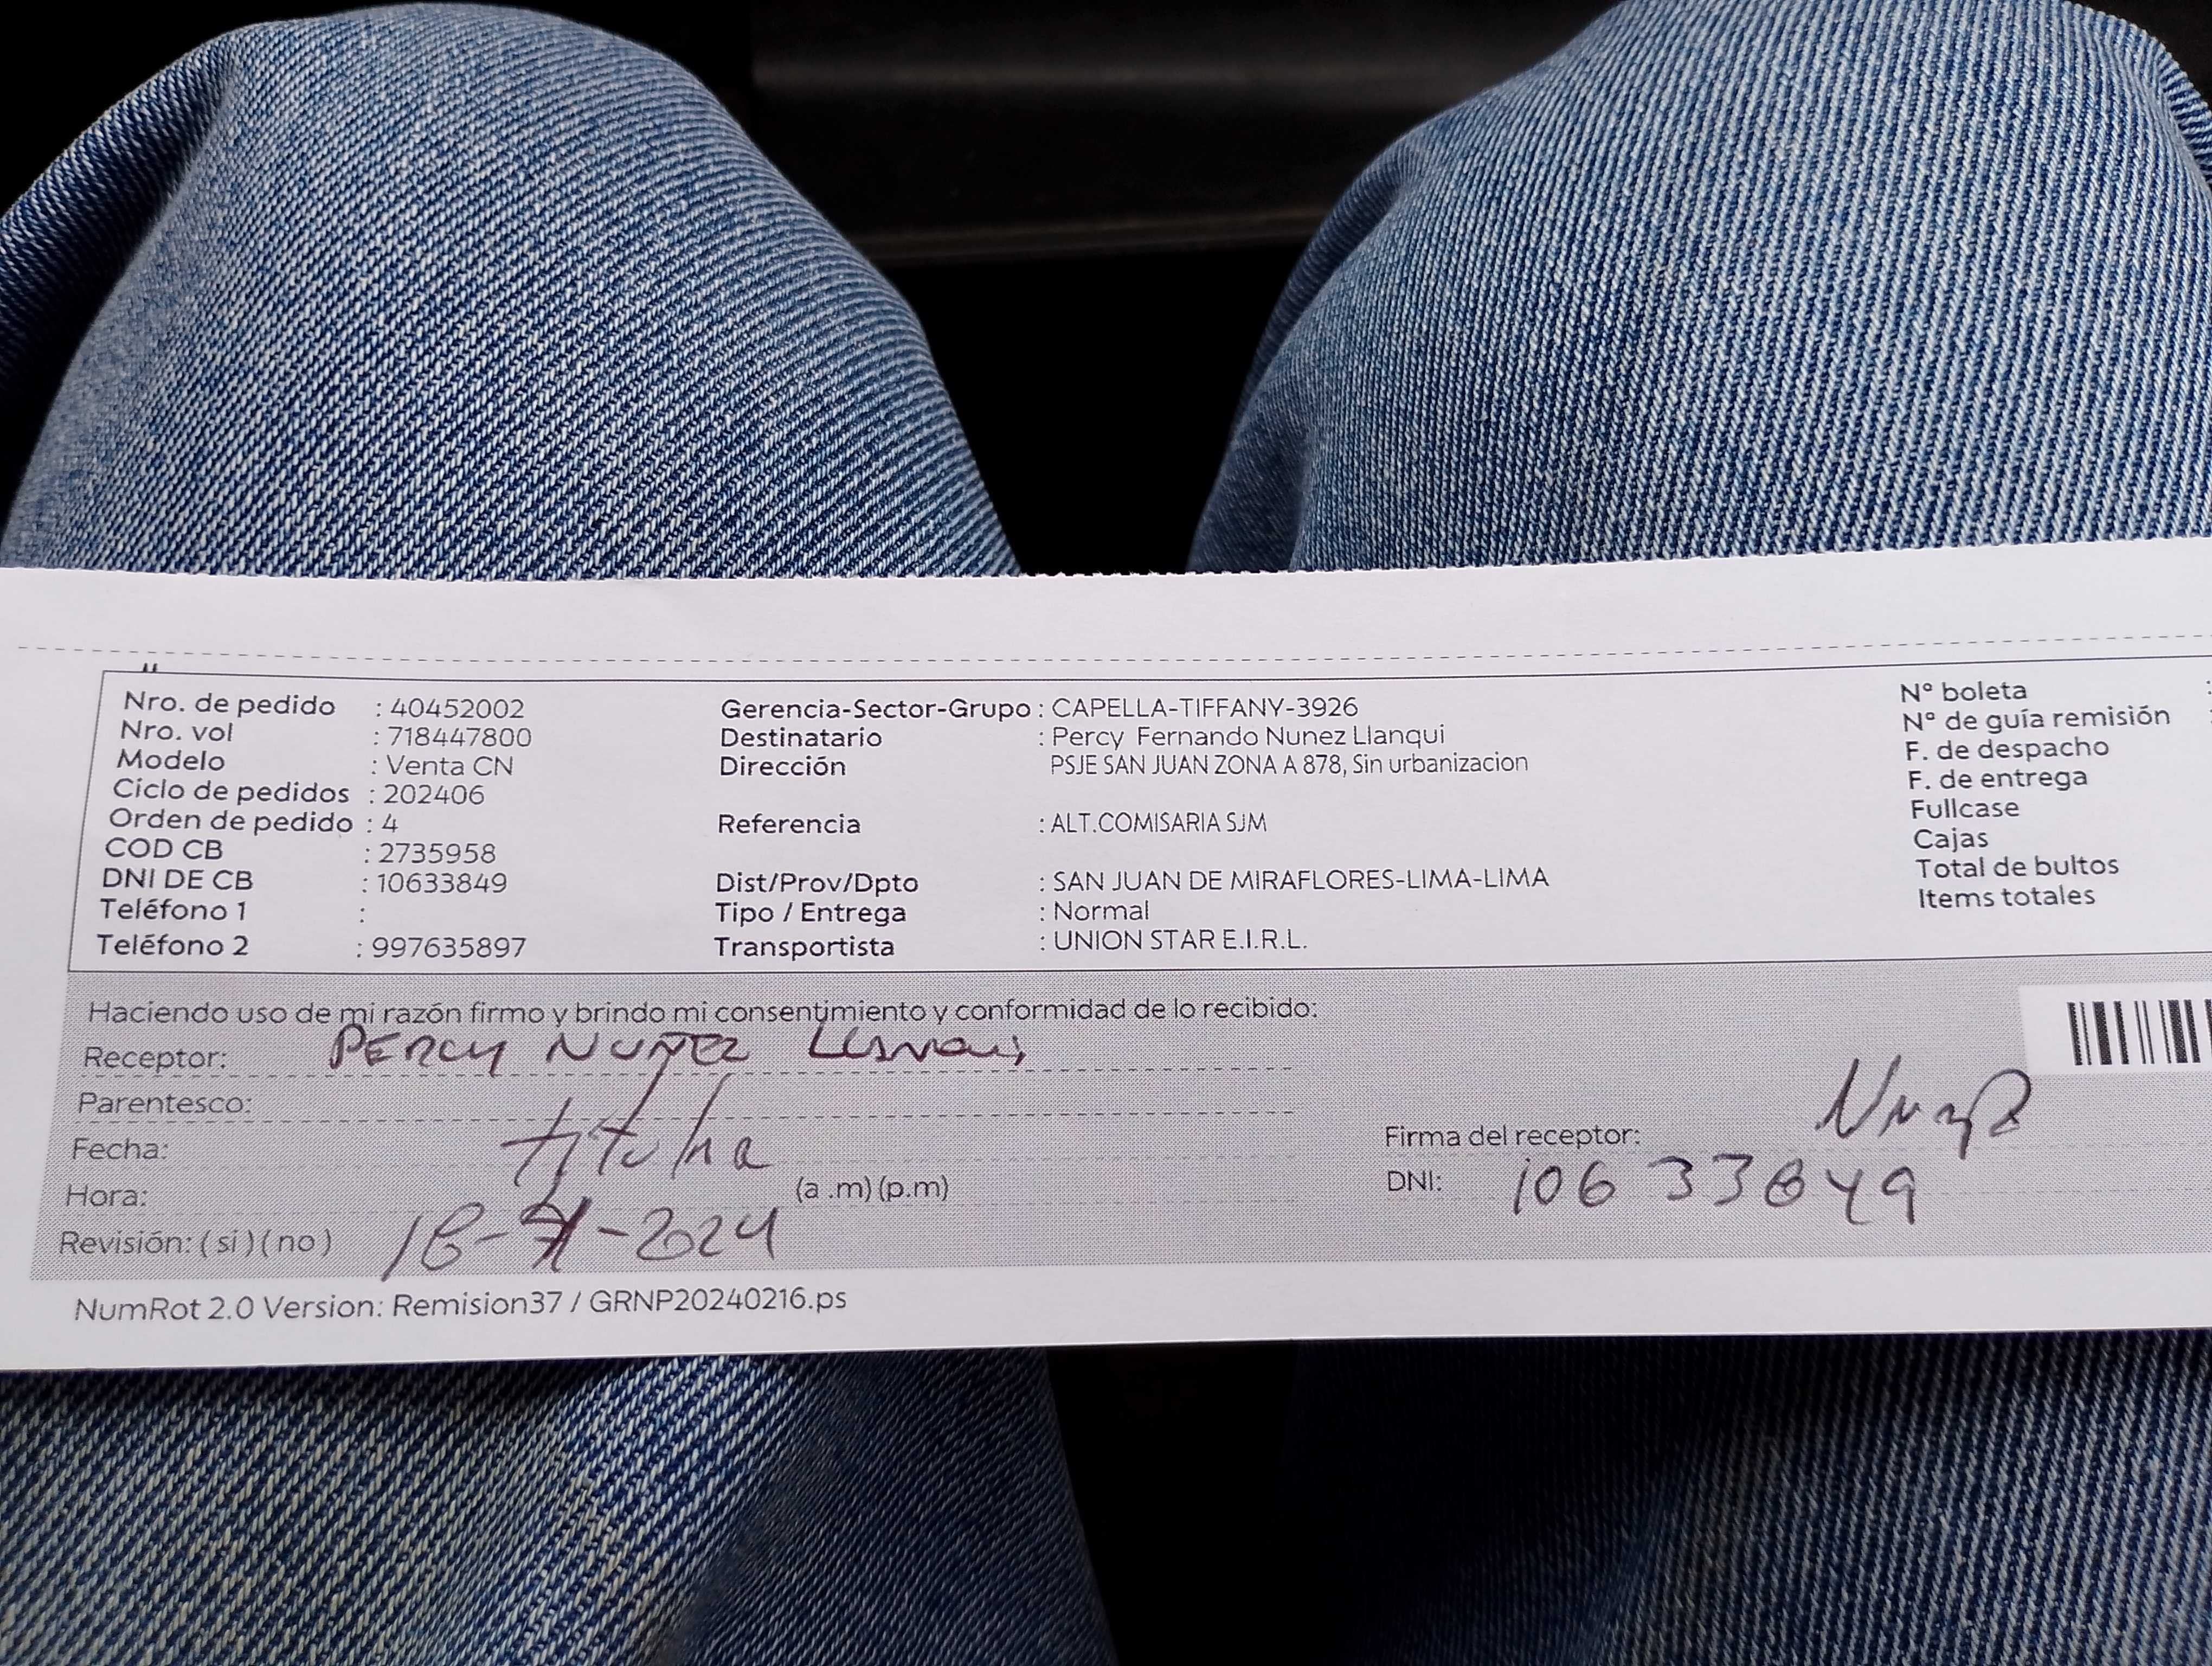 Nro. de pedido : 40452002
Nro. vol : 718447800
Modelo : Venta CN
Ciclo de pedidos : 202406
Orden de pedido : 4
COD CB : 2735958
DNI DE CB : 10633849
Teléfono 1 :
Teléfono 2 : 997635897
Gerencia-Sector-Grupo : CAPELLA-TIFFANY-3926
Destinatario : Percy Fernando Nunez Llanqui
Dirección PSJE SAN JUAN ZONA A 878, Sin urbanizacion
Referencia : ALT.COMISARIA SJM
Dist/Prov/Dpto : SAN JUAN DE MIRAFLORES-LIMA-LIMA
Tipo / Entrega : Normal
Transportista : UNION STAR E.I.R.L.
N° boleta
N° de guía remisión
F. de despacho
F. de entrega
Fullcase
Cajas
Total de bultos
Items totales
Haciendo uso de mi razón firmo y brindo mi consentimiento y conformidad de lo recibido:
Receptor: PERCY NUÑEZ Llanqui
Parentesco:
titular
Fecha:
Hora: (a .m) (p.m)
Revisión: ( si ) ( no ) 18- -2024
Firma del receptor:
DNI: 10633849
NumRot 2.0 Version: Remision37 / GRNP20240216.ps